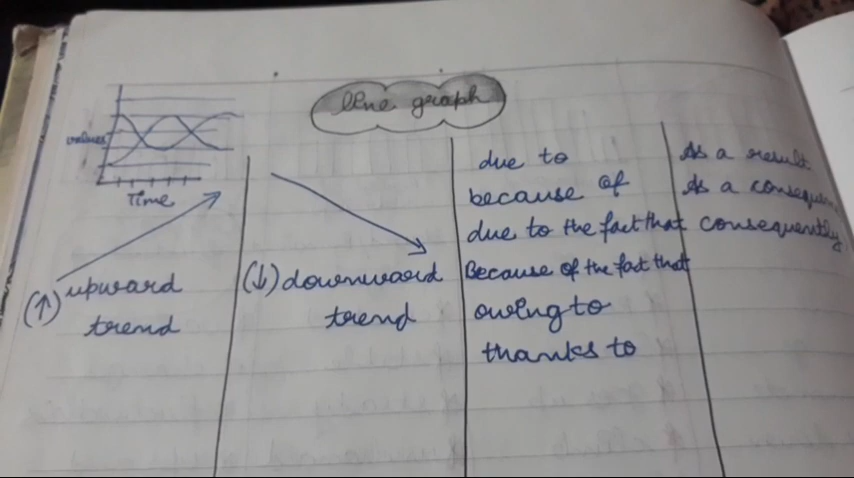 line graph
values
Time
(↑) upward
trend
(↓) downward
trend
due to
because of
due to the fact that
Because of the fact that
owing to
thanks to
As a result
As a consequen
consequently